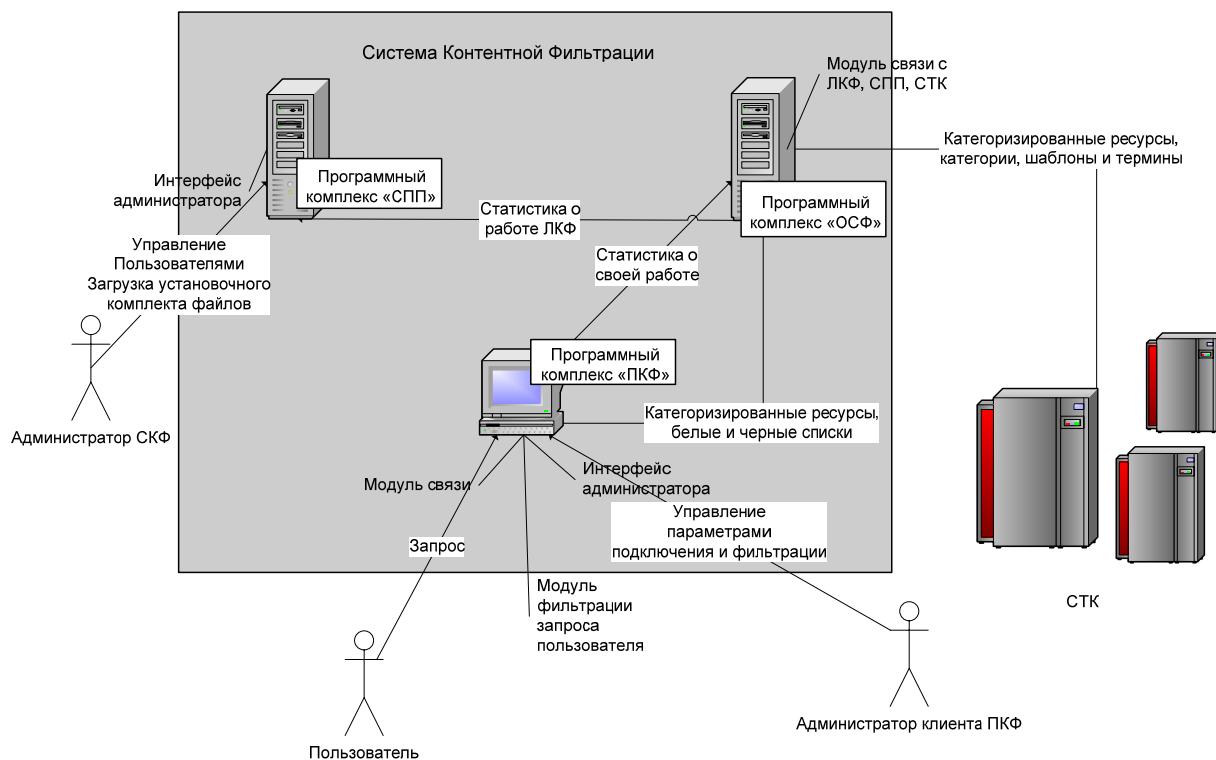 Система Контентной Фильтрации
Модуль связи с
ЛКФ, СПП, СТК
Категоризированные ресурсы,
категории, шаблоны и термины
Интерфейс
администратора
Программный
комплекс «СПП»
Программный
комплекс «ОСФ»
Статистика о
работе ЛКФ
Управление
Пользователями
Загрузка установочного
комплекта файлов
Статистика о
своей работе
Программный
комплекс «ПКФ»
Администратор СКФ
Категоризированные ресурсы,
белые и черные списки
Модуль связи
Интерфейс
администратора
Управление
параметрами
подключения и фильтрации
Запрос
Модуль
фильтрации
запроса
пользователя
СТК
Администратор клиента ПКФ
Пользователь